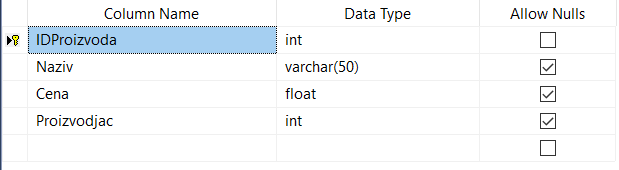 Column Name Data Type Allow Nulls
IDProizvoda int
Naziv varchar(50)
Cena float
Proizvodjac int